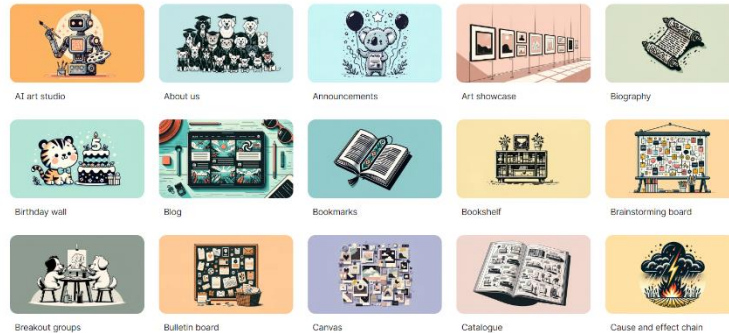 AI art studio
About us
Announcements
Art showcase
Biography
5
Birthday wall
Blog
Bookmarks
Bookshelf
Brainstorming board
Breakout groups
Bulletin board
Canvas
Catalogue
Cause and effect chain